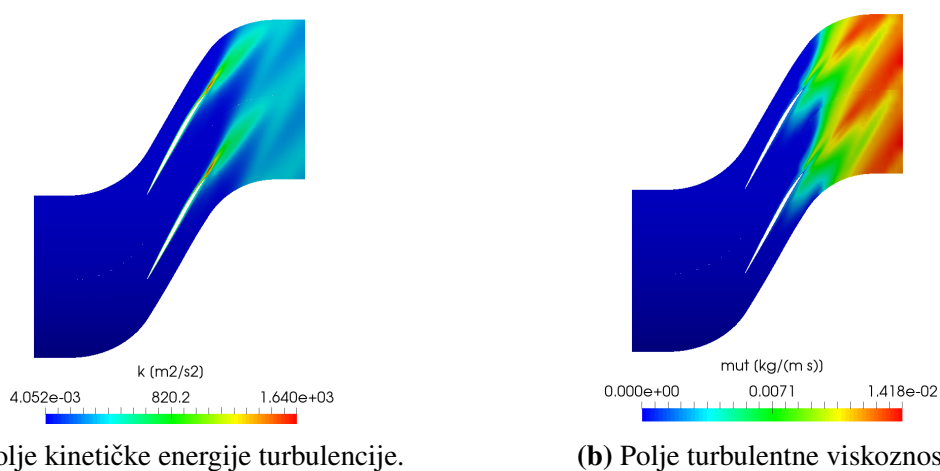 k (m2/s2)
4.052e-03 820.2 1.640e+03
mut (kg/(m s))
0.000e+00 0.0071 1.418e-02
olje kinetičke energije turbulencije.
(b) Polje turbulentne viskoznos